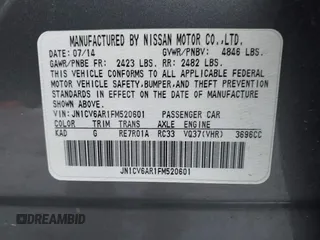 MANUFACTURED BY NISSAN MOTOR CO.,LTD.
DATE: 07/14 GVWR/PNBV: 4846 LBS.
GAWR/PNBE FR: 2423 LBS. RR: 2482 LBS.
THIS VEHICLE CONFORMS TO ALL APPLICABLE FEDERAL
MOTOR VEHICLE SAFETY,BUMPER,AND THEFT PREVENTION
STANDARDS IN EFFECT ON THE DATE OF MANUFACTURE
SHOWN ABOVE.
VIN: JN1CV6AR1FM520601 PASSENGER CAR
COLOR TRIM TRANS AXLE ENGINE
KAD G RE7R01A RC33 VQ37(VHR) 3696CC
JN1CV6AR1FM520601
© DREAMBID DREAMBID.COM